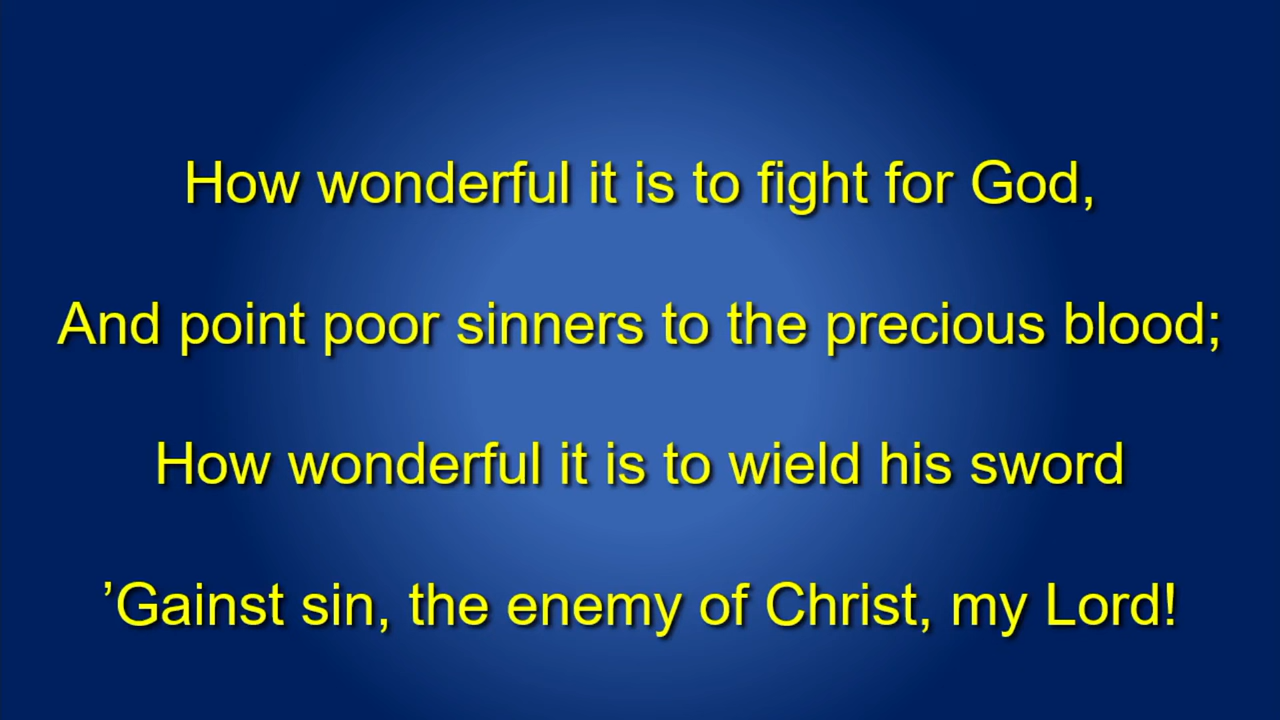 How wonderful it is to fight for God,
And point poor sinners to the precious blood;
How wonderful it is to wield his sword
’Gainst sin, the enemy of Christ, my Lord!